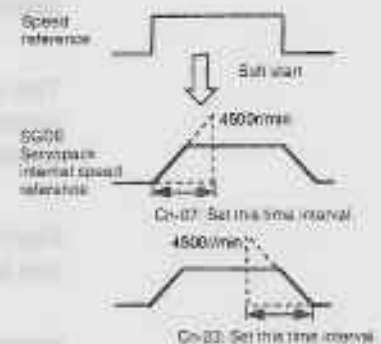 Speed
reference
Soft start
4500r/min
SGDB
Servopack
internal speed
reference
Cn-07: Set this time interval.
4500r/min
Cn-23: Set this time interval.